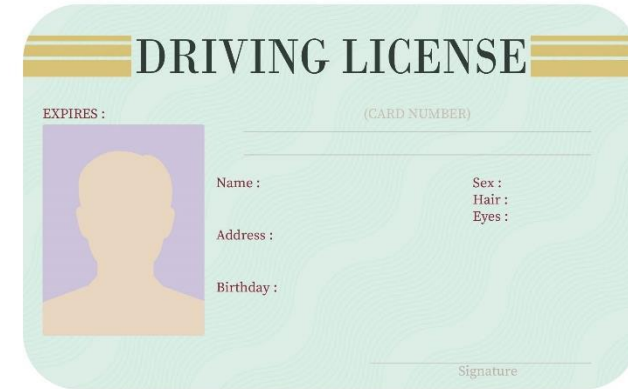 DRIVING LICENSE
EXPIRES :
(CARD NUMBER)
Name :
Sex :
Hair :
Eyes :
Address :
Birthday :
Signature